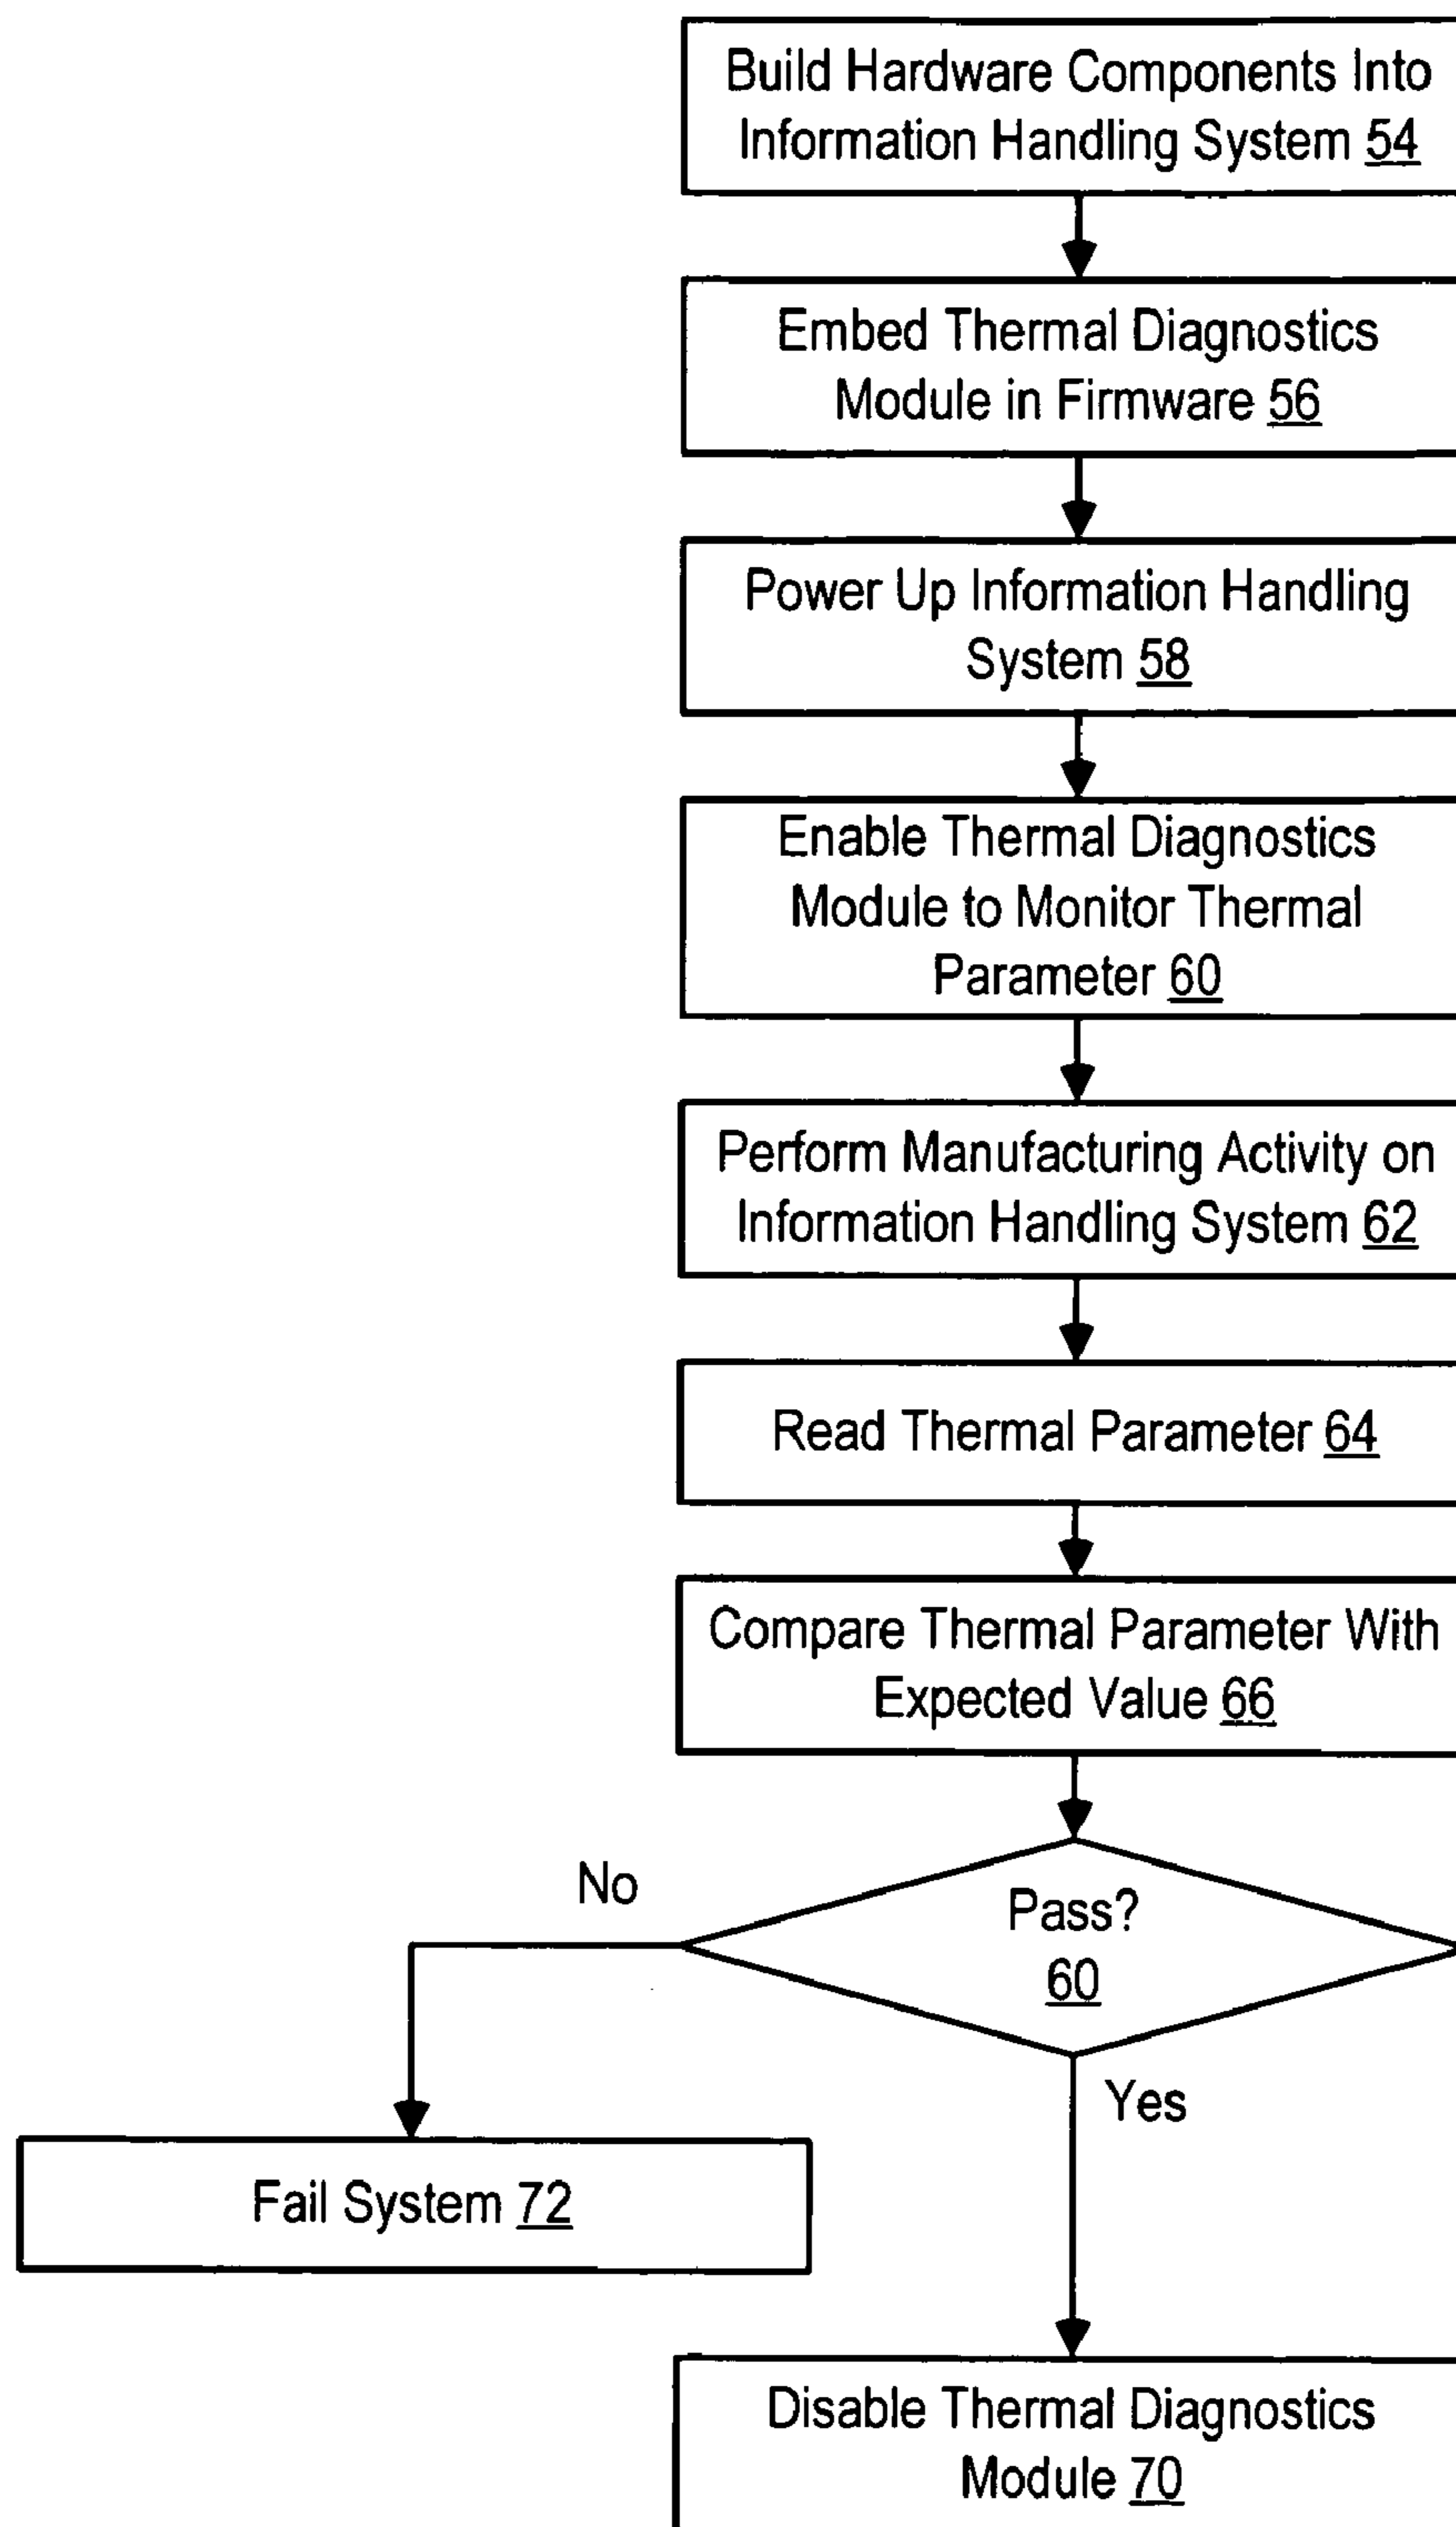 Build Hardware Components Into
Information Handling System 54
Embed Thermal Diagnostics
Module in Firmware 56
Power Up Information Handling
System 58
Enable Thermal Diagnostics
Module to Monitor Thermal
Parameter 60
Perform Manufacturing Activity on
Information Handling System 62
Read Thermal Parameter 64
Compare Thermal Parameter With
Expected Value 66
No
Pass?
60
Yes
Fail System 72
Disable Thermal Diagnostics
Module 70